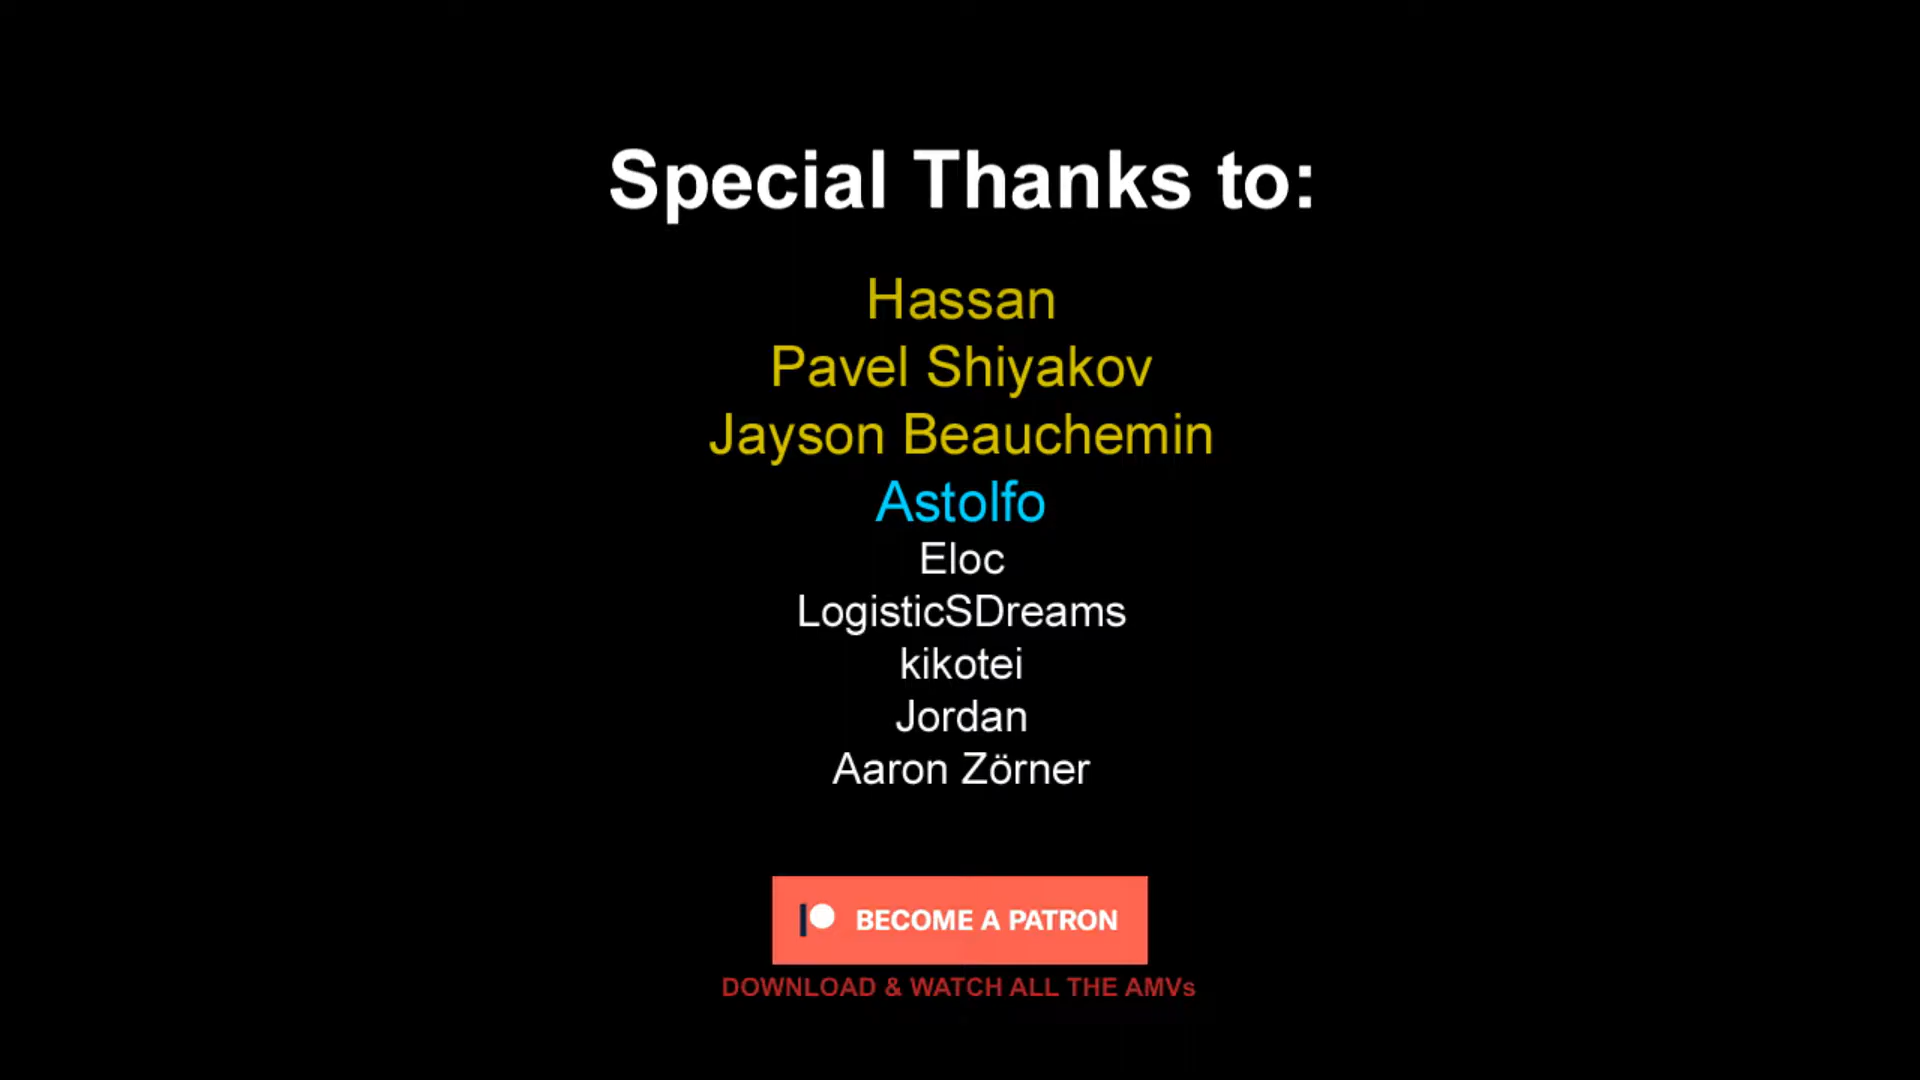 Special Thanks to:
Hassan
Pavel Shiyakov
Jayson Beauchemin
Astolfo
Eloc
LogisticSDreams
kikotei
Jordan
Aaron Zörner
BECOME A PATRON
DOWNLOAD & WATCH ALL THE AMVs